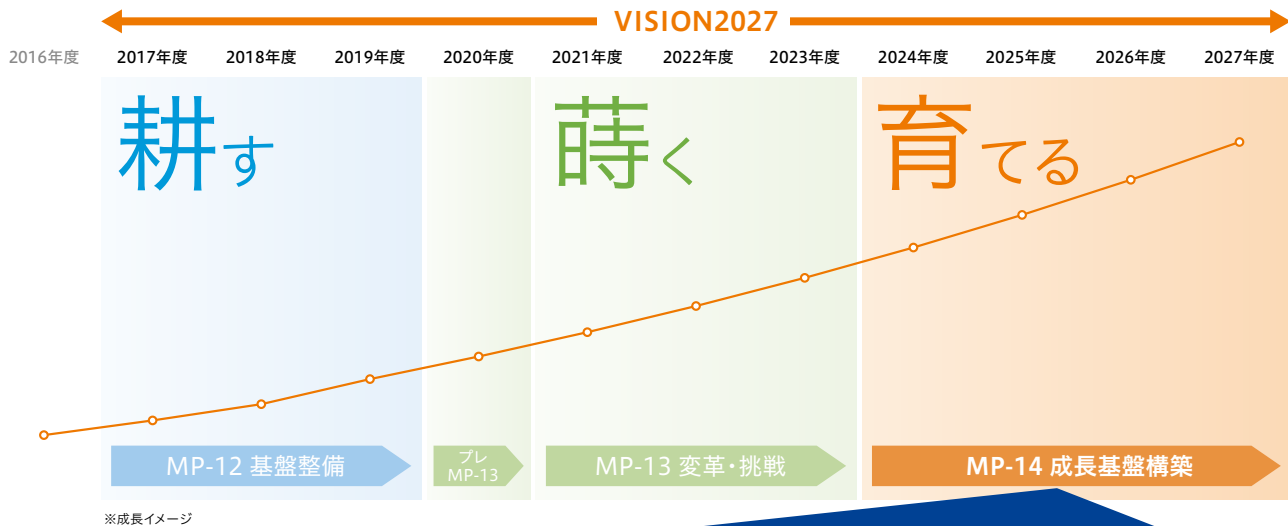 VISION2027
2016年度 2017年度 2018年度 2019年度 2020年度 2021年度 2022年度 2023年度 2024年度 2025年度 2026年度 2027年度
耕す 蒔く 育てる
MP-12 基盤整備
プレ
MP-13
MP-13 変革・挑戦
MP-14 成長基盤構築
※成長イメージ